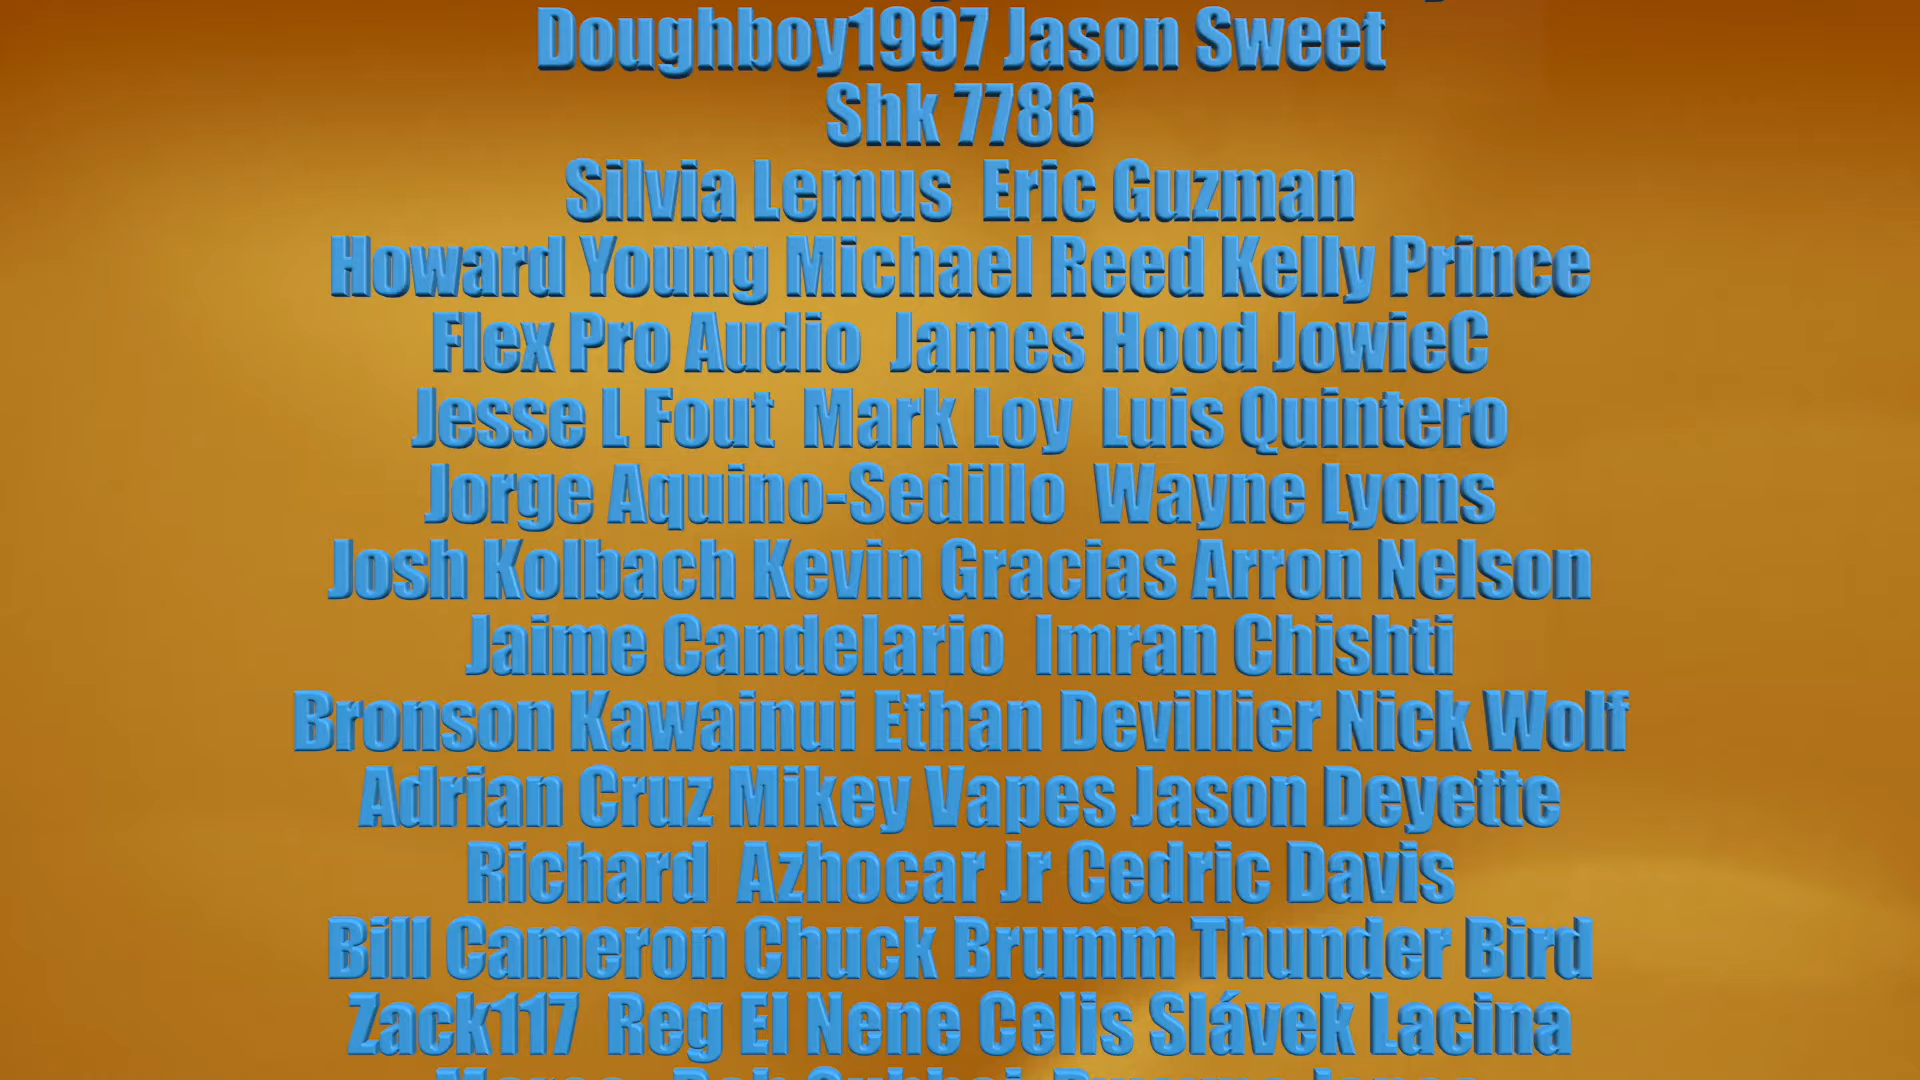 Doughboy1997 Jason Sweet
Shk 7786
Silvia Lemus Eric Guzman
Howard Young Michael Reed Kelly Prince
Flex Pro Audio James Hood JowieC
Jesse L Fout Mark Loy Luis Quintero
Jorge Aquino-Sedillo Wayne Lyons
Josh Kolbach Kevin Gracias Arron Nelson
Jaime Candelario Imran Chishti
Bronson Kawainui Ethan Devillier Nick Wolf
Adrian Cruz Mikey Vapes Jason Deyette
Richard Azhocar Jr Cedric Davis
Bill Cameron Chuck Brumm Thunder Bird
Zack117 Reg El Nene Celis Slávek Lacina